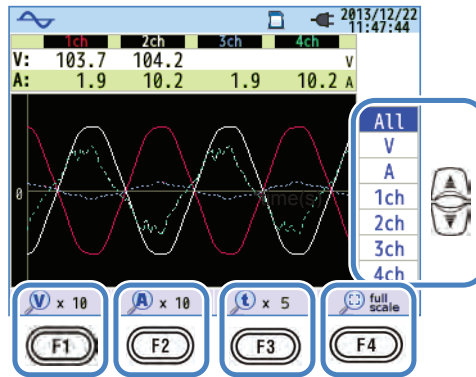 2013/12/22
11:47:44
1ch 2ch 3ch 4ch
V: 103.7 104.2 V
A: 1.9 10.2 1.9 10.2 A
0
Time(s)
All
V
A
1ch
2ch
3ch
4ch
V x 10
A x 10
t x 5
full
scale
F1
F2
F3
F4